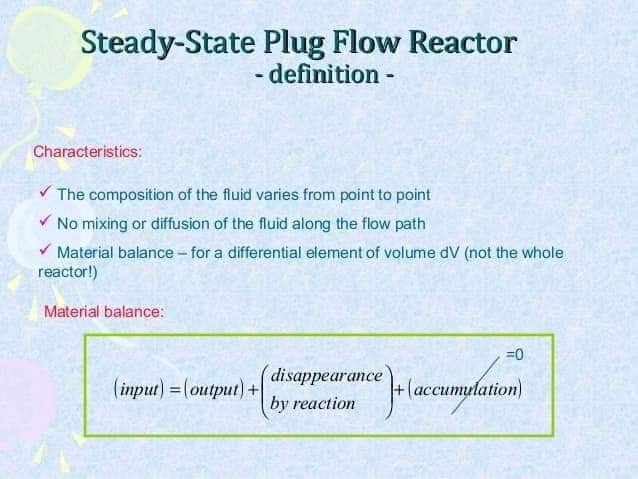 Steady-State Plug Flow Reactor
- definition -
Characteristics:
✓ The composition of the fluid varies from point to point
✓ No mixing or diffusion of the fluid along the flow path
✓ Material balance – for a differential element of volume dV (not the whole
reactor!)
Material balance:
=0
(input) = (output) + (disappearance by reaction) + (accumulation)